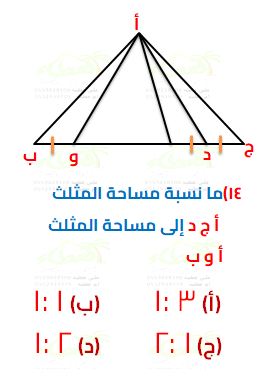 أ
ب
و
د
ج
١٤)ما نسبة مساحة المثلث
أ ج د إلى مساحة المثلث
أ و ب
(أ) ٣ :١ (ب) ١ :١
(ج) ١ :٢ (د) ٢ :١